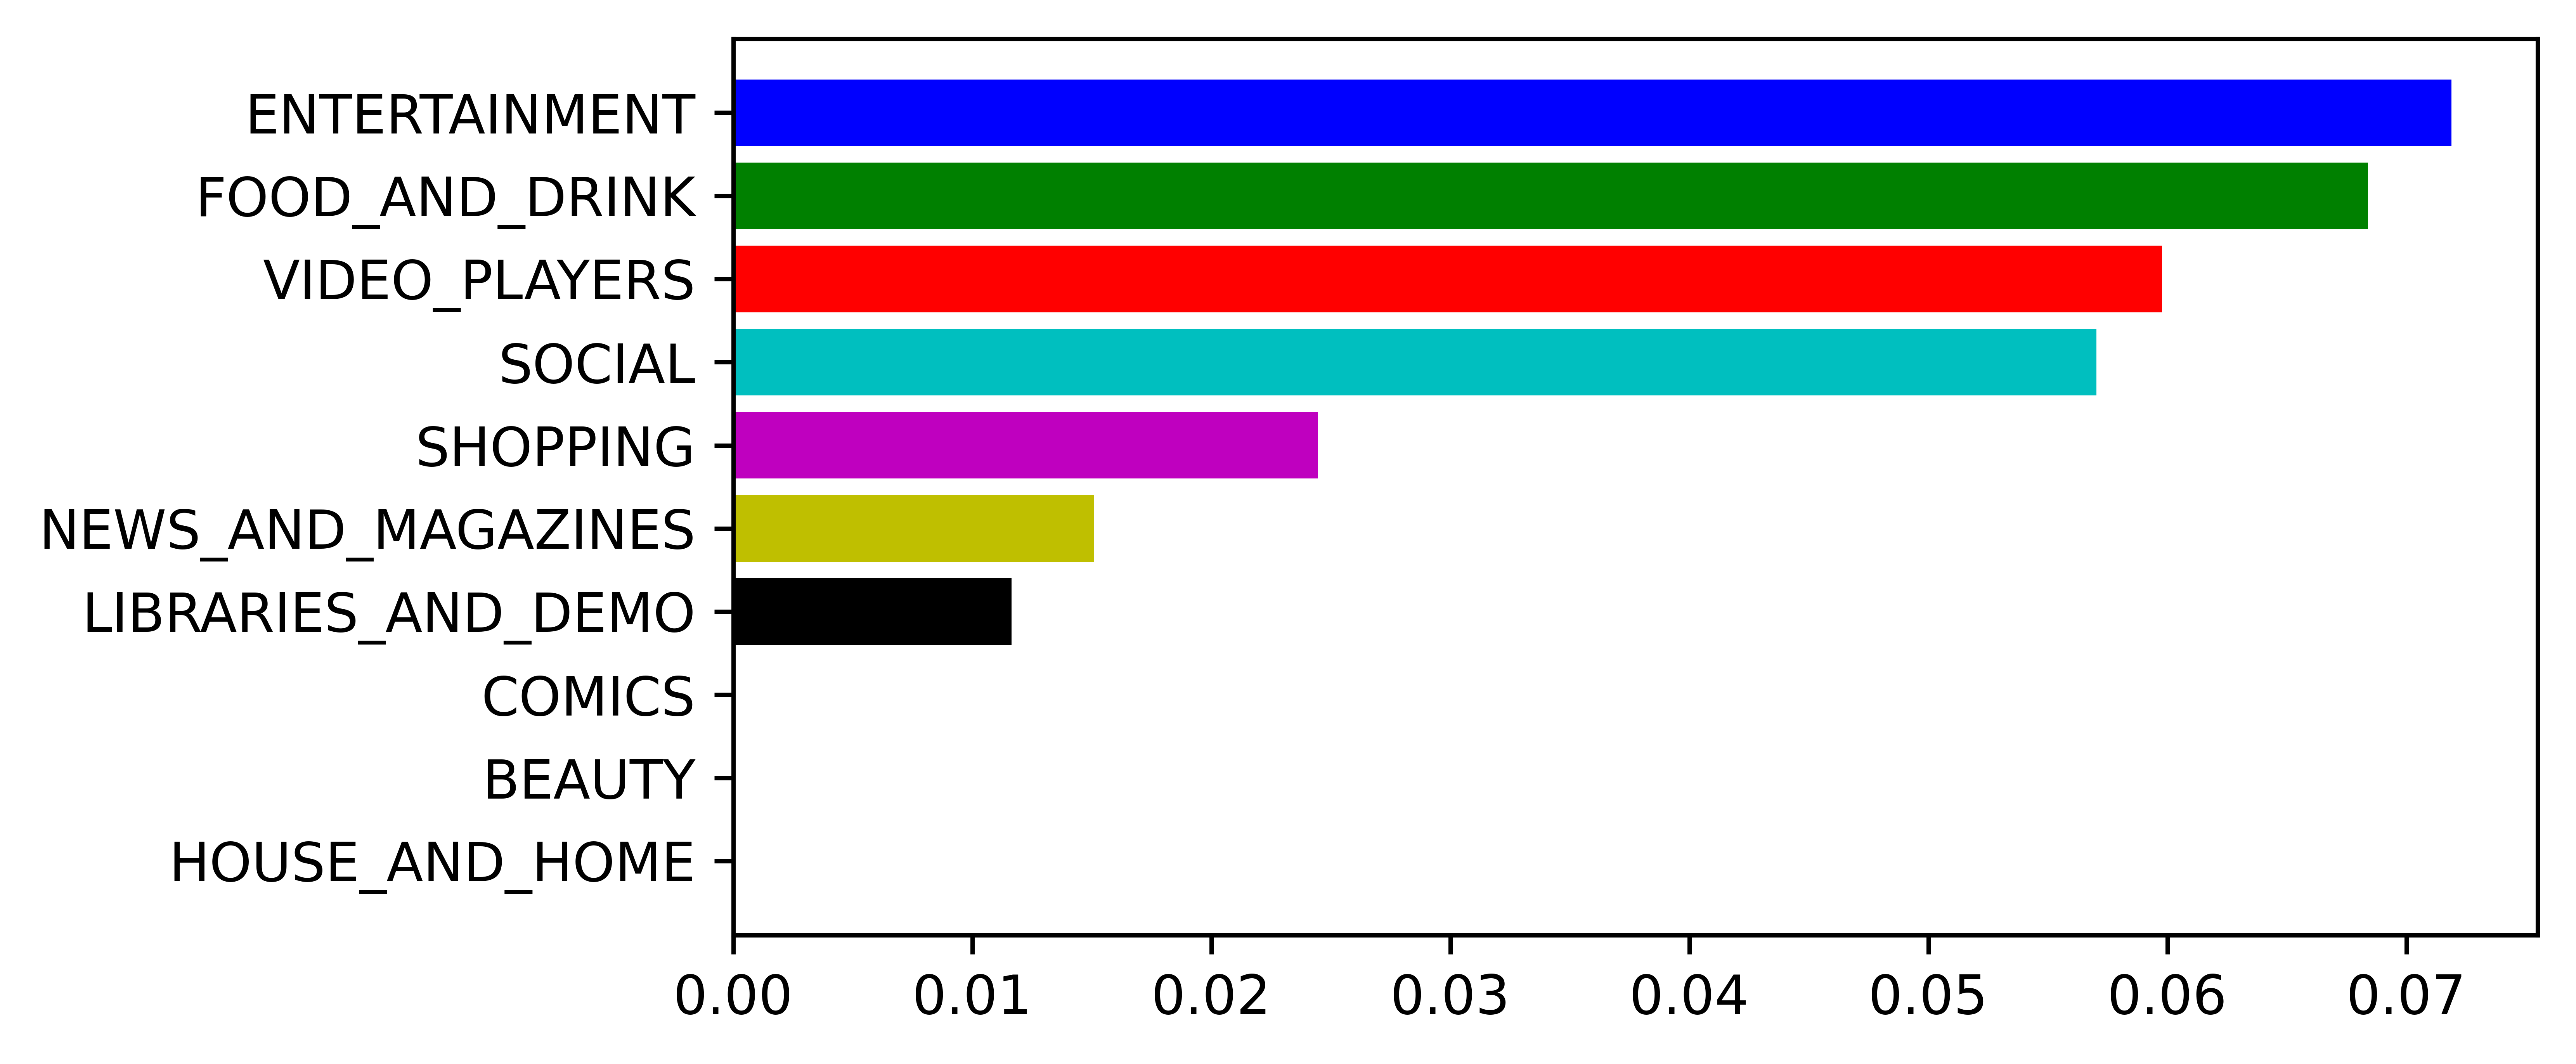 ENTERTAINMENT
FOOD_AND_DRINK
VIDEO_PLAYERS
SOCIAL
SHOPPING
NEWS_AND_MAGAZINES
LIBRARIES_AND_DEMO
COMICS
BEAUTY
HOUSE_AND_HOME
0.00 0.01 0.02 0.03 0.04 0.05 0.06 0.07